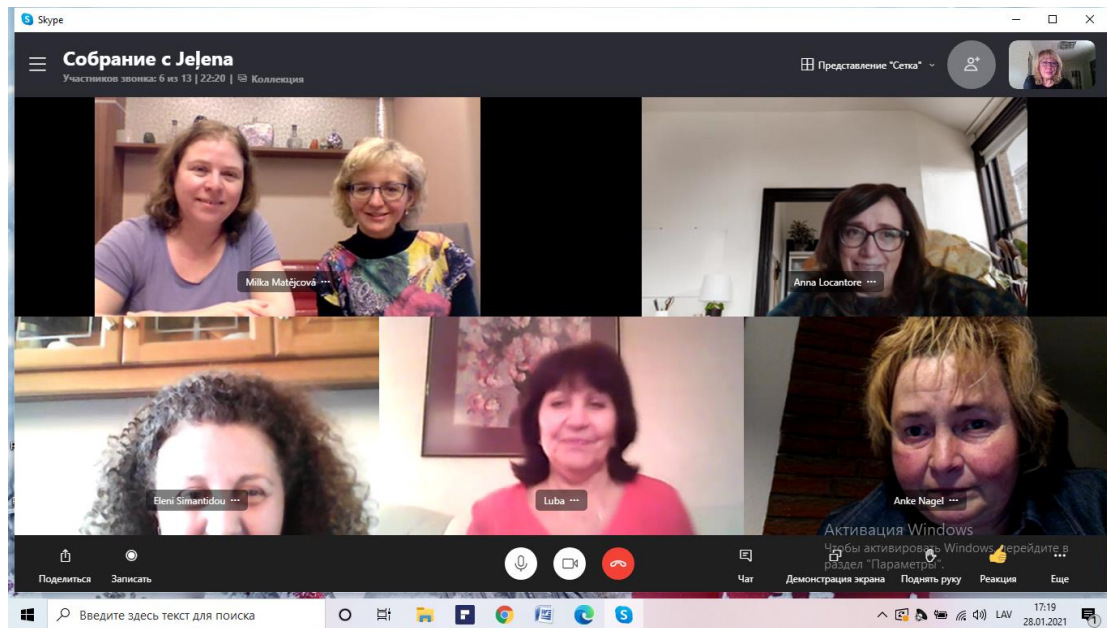 Skype
Собрание с Jeļena
Участников звонка: 6 из 13 | 22:20 | Коллекция
Представление "Сетка"
Milka Matějcová ···
Anna Locantore ···
Eleni Simantidou ···
Luba ···
Anke Nagel ···
Активация Windows
Чтобы активировать Windows, перейдите в
раздел "Параметры".
Поделиться
Записать
Чат
Демонстрация экрана
Поднять руку
Реакция
Еще
Введите здесь текст для поиска
LAV
17:19
28.01.2021